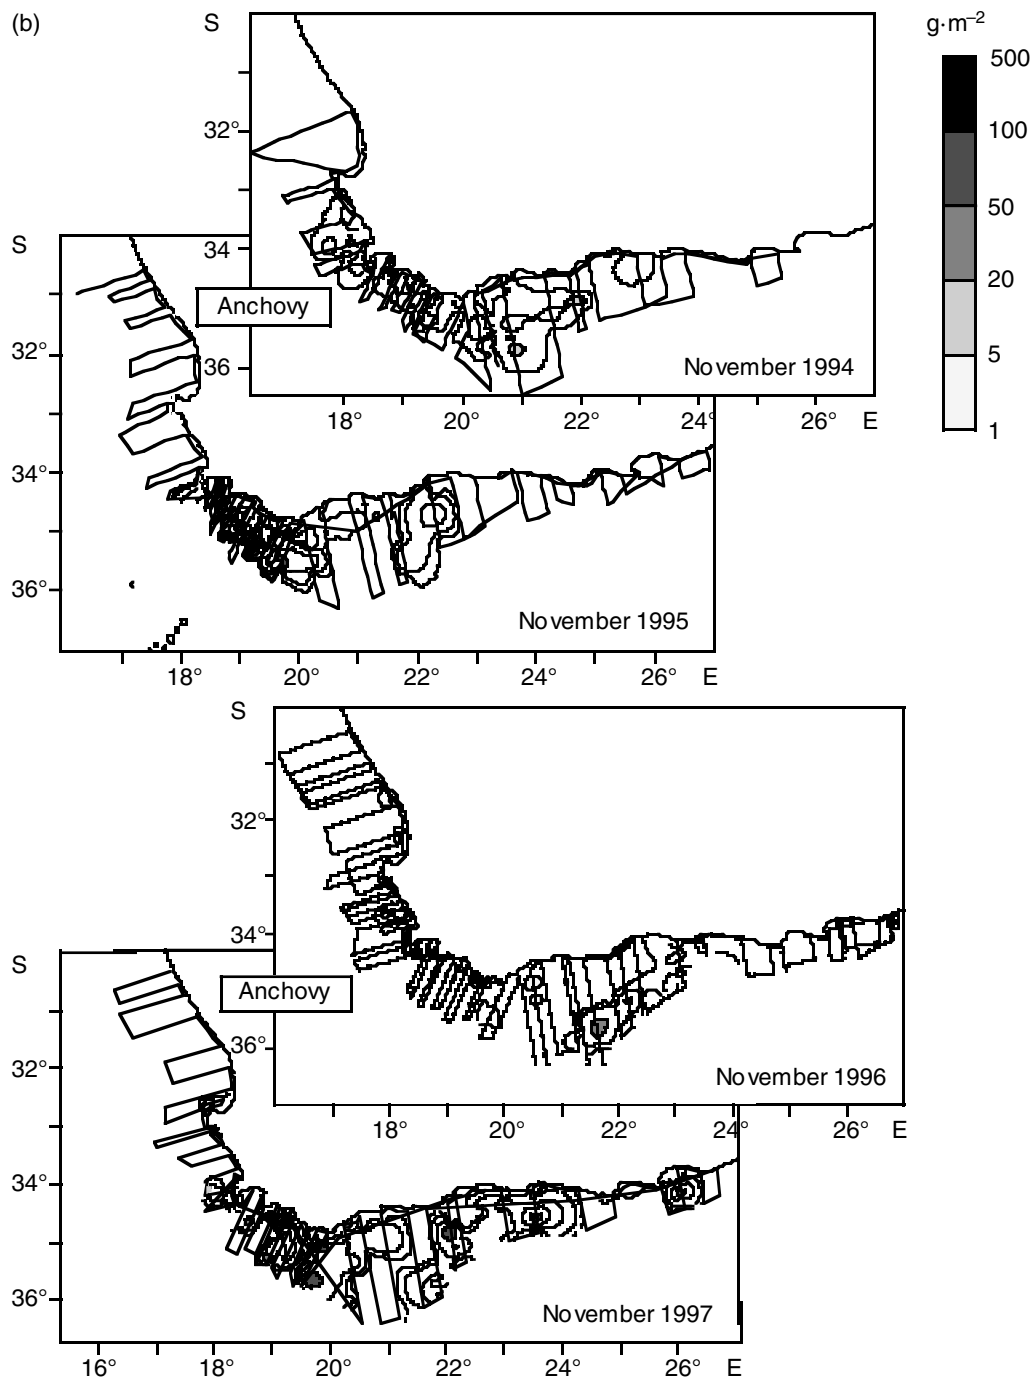 (b)
S
g·m–2
500
100
50
20
5
1
32°
34
36
Anchovy
November 1994
18°
20°
22°
24°
26°
E
S
32°
34°
36°
November 1995
18°
20°
22°
24°
26°
E
S
32°
34°
36°
Anchovy
November 1996
18°
20°
22°
24°
26°
E
S
32°
34°
36°
November 1997
16°
18°
20°
22°
24°
26°
E